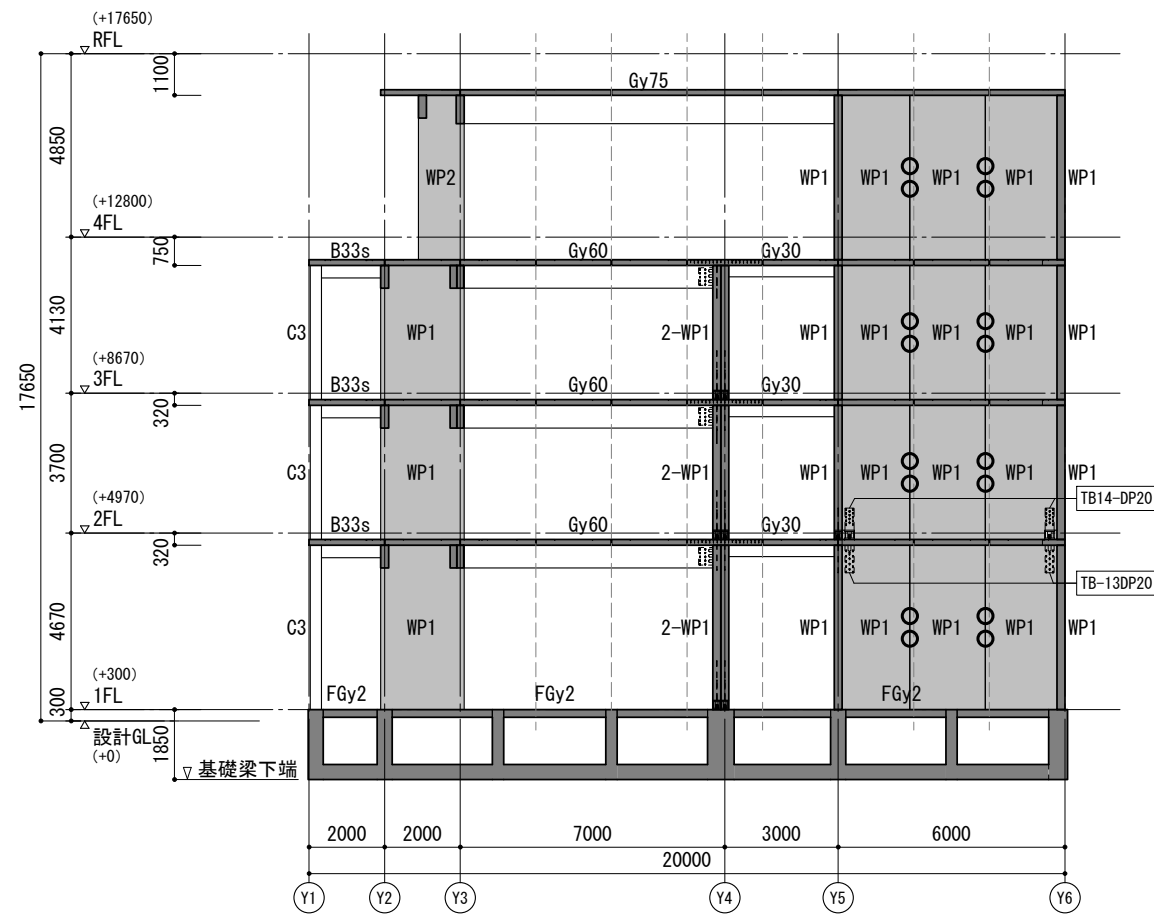 (+17650)
RFL
1100
Gy75
4850
WP2
WP1
WP1
WP1
WP1
WP1
(+12800)
4FL
750
B33s
Gy60
Gy30
4130
C3
WP1
2-WP1
WP1
WP1
WP1
WP1
WP1
17650
(+8670)
3FL
320
B33s
Gy60
Gy30
3700
C3
WP1
2-WP1
WP1
WP1
WP1
WP1
WP1
TB14-DP20
(+4970)
2FL
320
B33s
Gy60
Gy30
TB-13DP20
4670
C3
WP1
2-WP1
WP1
WP1
WP1
WP1
WP1
(+300)
1FL
300
FGy2
FGy2
FGy2
設計GL
(+0)
1850
基礎梁下端
2000
2000
7000
3000
6000
20000
Y1
Y2
Y3
Y4
Y5
Y6